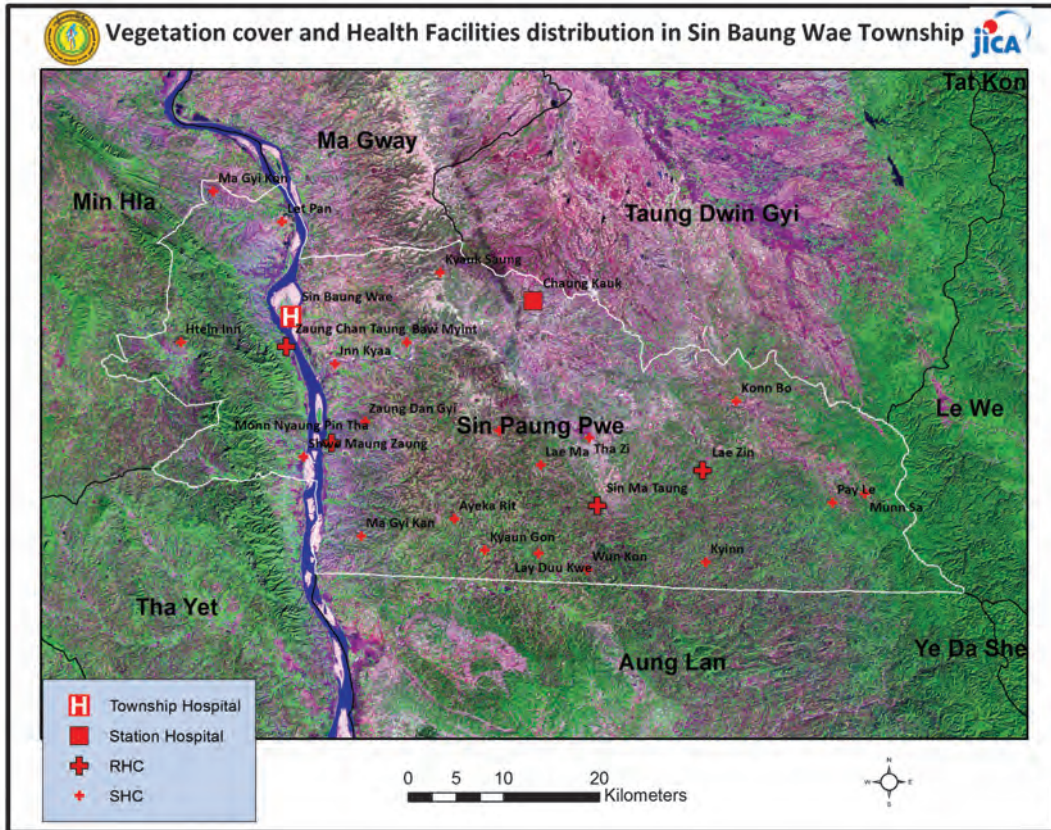 Vegetation cover and Health Facilities distribution in Sin Baung Wae Township
jICA
Tat Kon
Ma Gway
Min Hla
Ma Gyi Kon
Taung Dwin Gyi
Let Pan
Kyauk Saung
Chaung Kauk
Sin Baung Wae
Zaung Chan Taung
Baw Myint
Htein Inn
Jnn Kyaa
Konn Bo
Le We
Zaung Dan Gyi
Monn Nyaung Pin Tha
Sin Paung Pwe
Shwe Maung Zaung
Tha Zi
Lae Ma
Lae Zin
Sin Ma Taung
Pay Le
Munn Sa
Ayeka Rit
Ma Gyi Kan
Kyaun Gon
Wun Kon
Kyinn
Lay Duu Kwe
Tha Yet
Aung Lan
Ye Da She
H Township Hospital
Station Hospital
RHC
SHC
0 5 10 20
Kilometers
N
W E
S